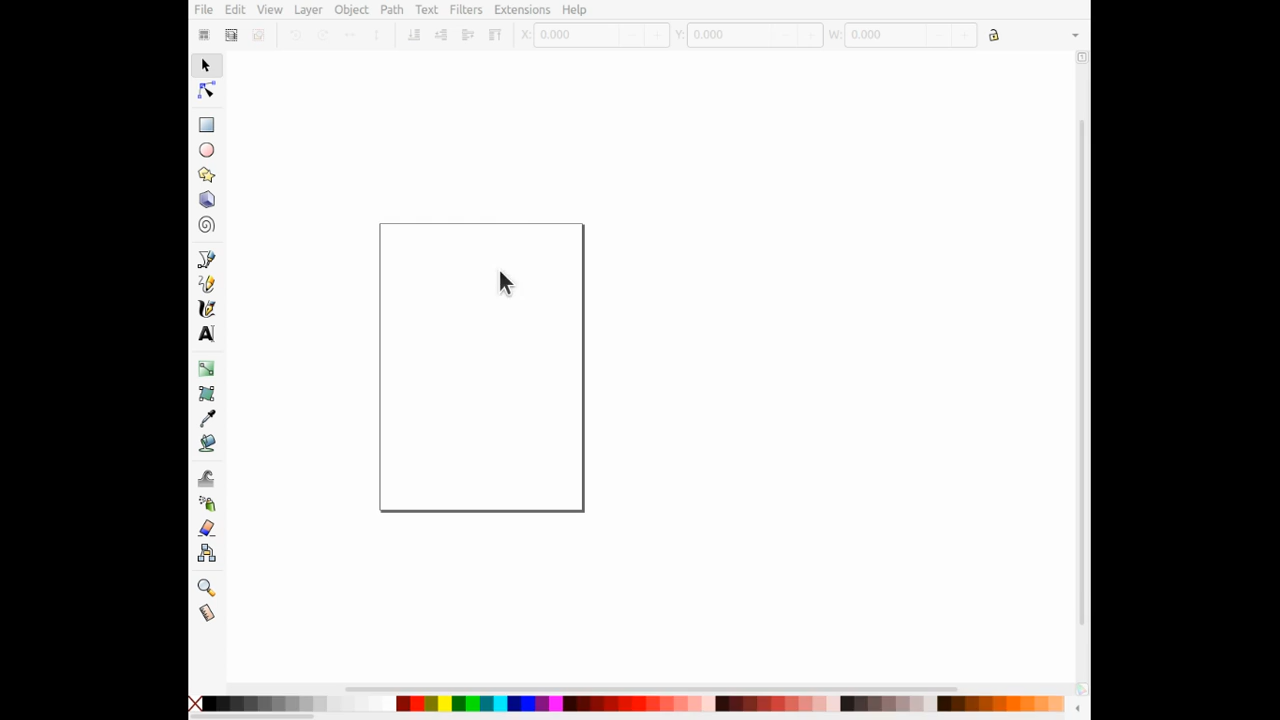 File Edit View Layer Object Path Text Filters Extensions Help
X: 0.000 Y: 0.000 W: 0.000